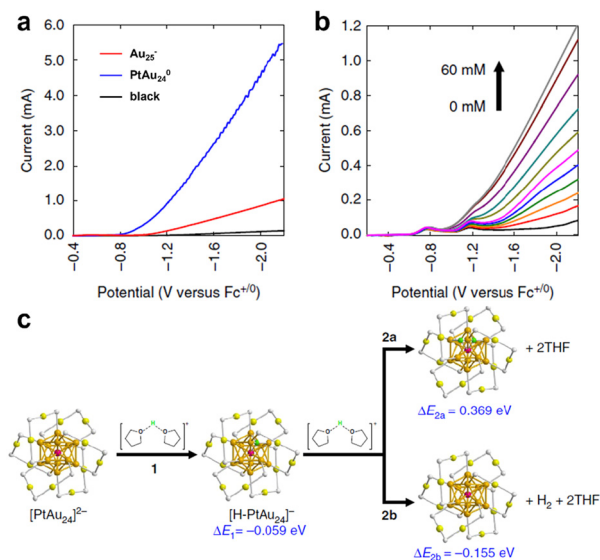 a
Current (mA)
6.0
5.0
4.0
3.0
2.0
1.0
0.0
Au₂₅⁻
PtAu₂₄⁰
black
−0.4
−0.8
−1.2
−1.6
−2.0
Potential (V versus Fc⁺/⁰)
b
Current (mA)
1.2
1.0
0.8
0.6
0.4
0.2
0.0
60 mM
0 mM
−0.4
−0.8
−1.2
−1.6
−2.0
Potential (V versus Fc⁺/⁰)
c
[PtAu₂₄]²⁻
H
O O
+
1
[H-PtAu₂₄]⁻
ΔE₁= −0.059 eV
H
O O
+
2a
+ 2THF
ΔE₂ₐ = 0.369 eV
2b
+ H₂ + 2THF
ΔE2b = −0.155 eV